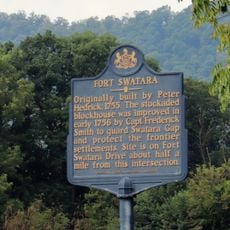 FORT SWATARA
Originally built by Peter
Hedrick, 1755. The stockaded
blockhouse was improved in
early 1756 by Capt. Frederick
Smith to guard Swatara Gap
and protect the frontier
settlements. Site is on Fort
Swatara Drive about half a
mile from this intersection.